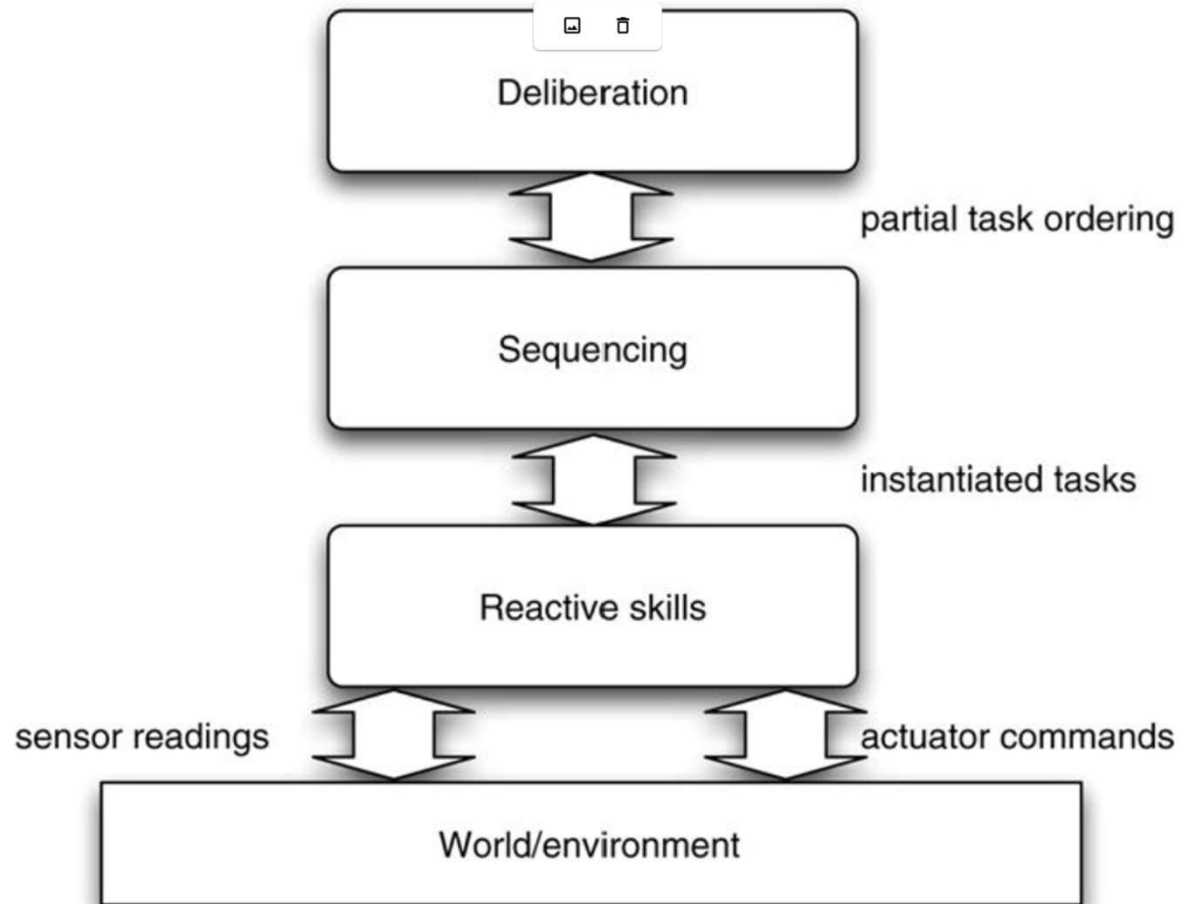 Deliberation
partial task ordering
Sequencing
instantiated tasks
Reactive skills
sensor readings
actuator commands
World/environment